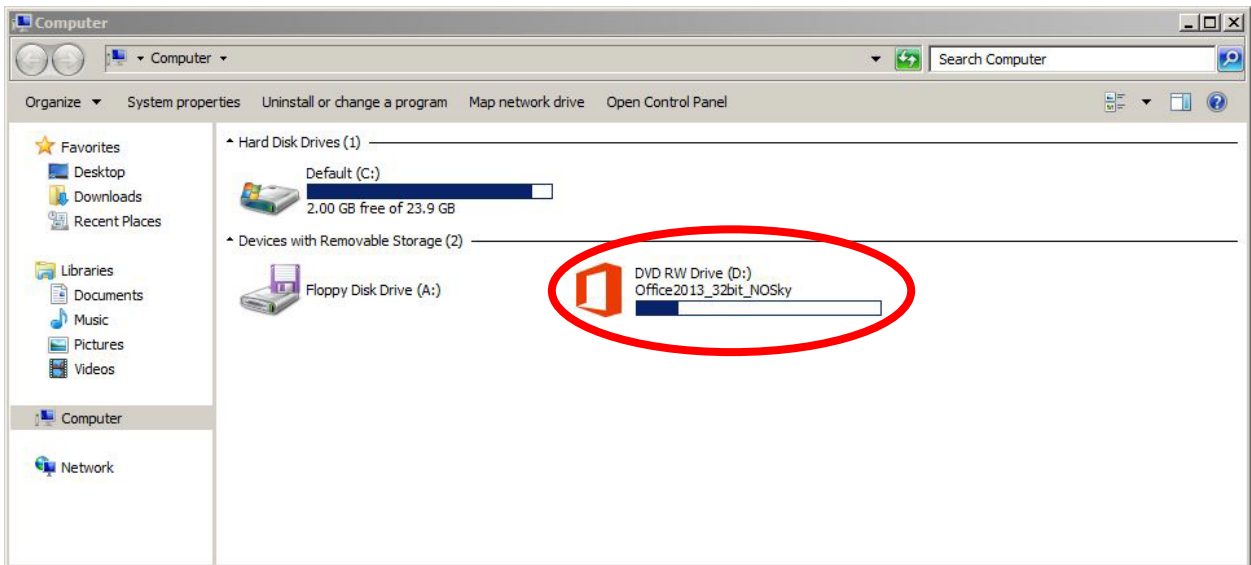 Computer
Computer
Search Computer
Organize System properties Uninstall or change a program Map network drive Open Control Panel
Favorites
Desktop
Downloads
Recent Places
Libraries
Documents
Music
Pictures
Videos
Computer
Network
Hard Disk Drives (1)
Default (C:)
2.00 GB free of 23.9 GB
Devices with Removable Storage (2)
Floppy Disk Drive (A:)
DVD RW Drive (D:)
Office2013_32bit_NOSky